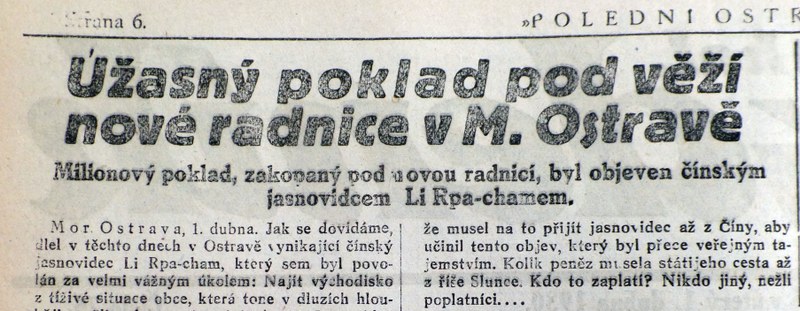 Strana 6.
»POLEDNI OSTR
Úžasný poklad pod věží
nové radnice v M. Ostravě
Milionový poklad, zakopaný pod novou radnicí, byl objeven čínským
jasnovidcem Li Rpa-chamem.
Mor. Ostrava, 1. dubna. Jak se dovídáme,
dlel v těchto dnech v Ostravě vynikající čínský
jasnovidec Li Rpa-cham, který sem byl povo-
lán za velmi vážným úkolem: Najít východisko
z tíživé situace obce, která tone v dluzích hlou-
že musel na to přijít jasnovidec až z Číny, aby
učinil tento objev, který byl přece veřejným ta-
jemstvím. Kolik peněz musela státi jeho cesta až
z říše Slunce. Kdo to zaplatí? Nikdo jiný, nežli
poplatníci....